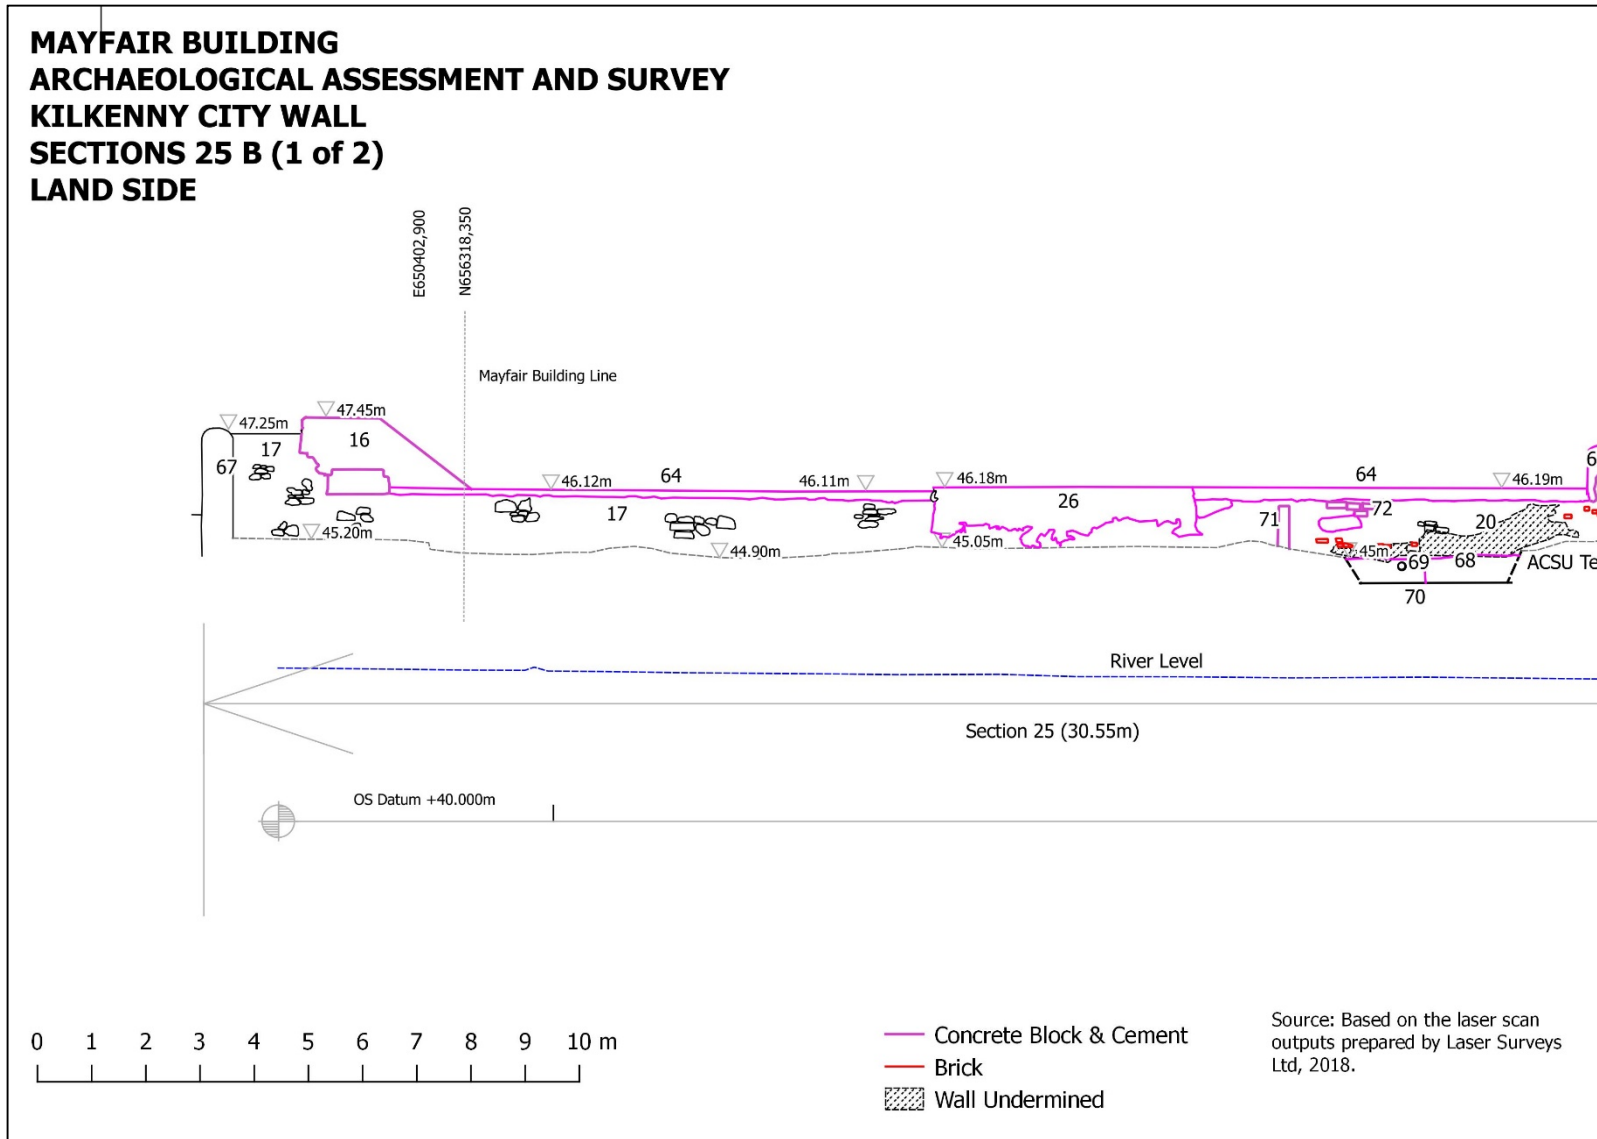 MAYFAIR BUILDING
ARCHAEOLOGICAL ASSESSMENT AND SURVEY
KILKENNY CITY WALL
SECTIONS 25 B (1 of 2)
LAND SIDE
E650402,900
N656318,350
Mayfair Building Line
47.45m
47.25m
16
17
67
46.12m
64
46.11m
46.18m
64
46.19m
6
17
26
71
72
20
45.20m
44.90m
45.05m
45m
69
68
ACSU Te
70
River Level
Section 25 (30.55m)
OS Datum +40.000m
0 1 2 3 4 5 6 7 8 9 10 m
Concrete Block & Cement
Brick
Wall Undermined
Source: Based on the laser scan
outputs prepared by Laser Surveys
Ltd, 2018.